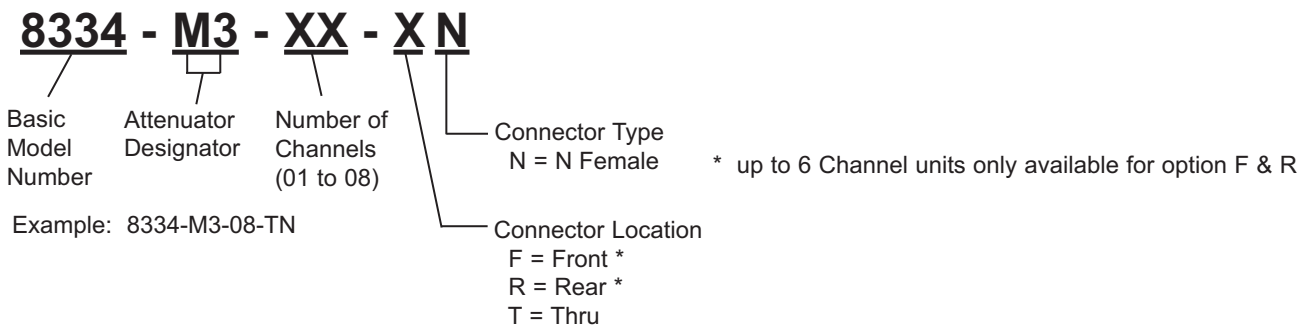 8334 - M3 - XX - X N
Basic
Model
Number
Attenuator
Designator
Number of
Channels
(01 to 08)
Connector Type
N = N Female
* up to 6 Channel units only available for option F & R
Example: 8334-M3-08-TN
Connector Location
F = Front *
R = Rear *
T = Thru